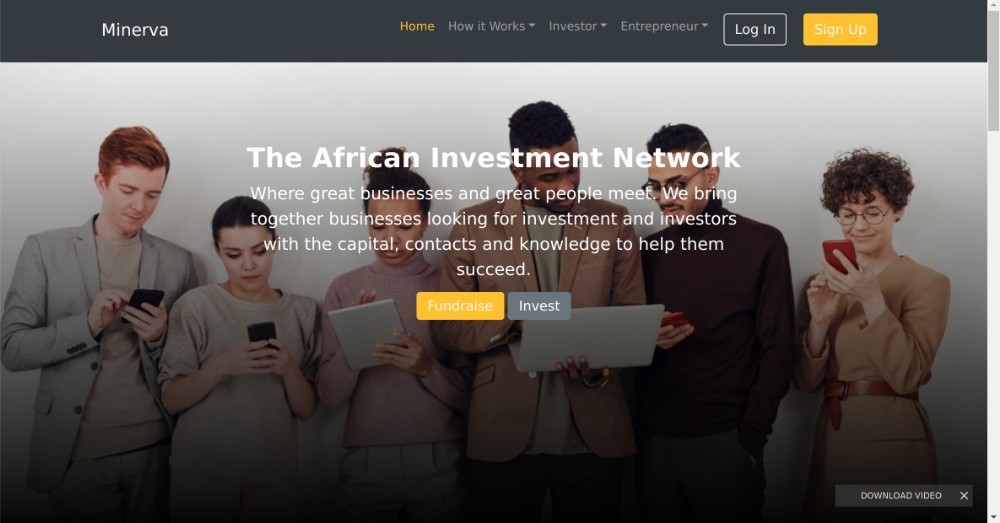 Minerva
Home How it Works Investor Entrepreneur Log In Sign Up
The African Investment Network
Where great businesses and great people meet. We bring
together businesses looking for investment and investors
with the capital, contacts and knowledge to help them
succeed.
Fundraise Invest
DOWNLOAD VIDEO